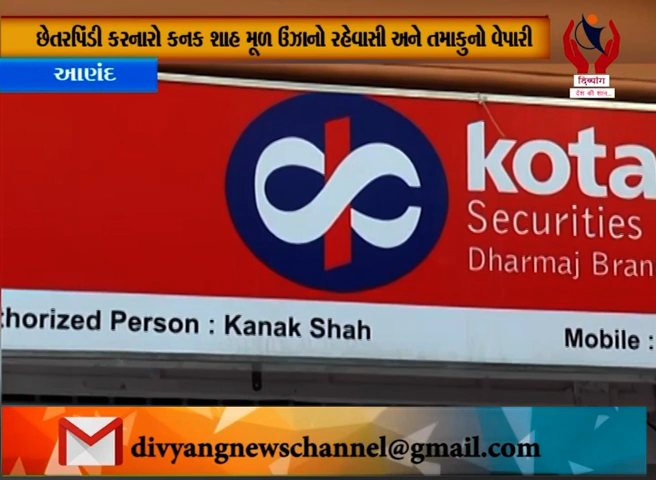 છેતરપિંડી કરનારો કનક શાહ મૂળ ઉંઝાનો રહેવાસી અને તમાકુનો વેપારી
આણંદ
દિવ્યાંગ
देश की शान..
kota
Securities
Dharmaj Bran
thorized Person : Kanak Shah
Mobile :
divyangnewschannel@gmail.com